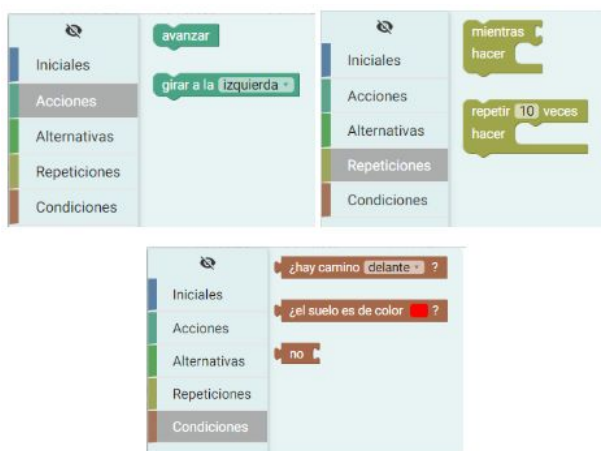 Iniciales
Acciones
Alternativas
Repeticiones
Condiciones
avanzar
girar a la izquierda
Iniciales
Acciones
Alternativas
Repeticiones
Condiciones
mientras
hacer
repetir 10 veces
hacer
Iniciales
Acciones
Alternativas
Repeticiones
Condiciones
¿hay camino delante ?
¿el suelo es de color ?
no